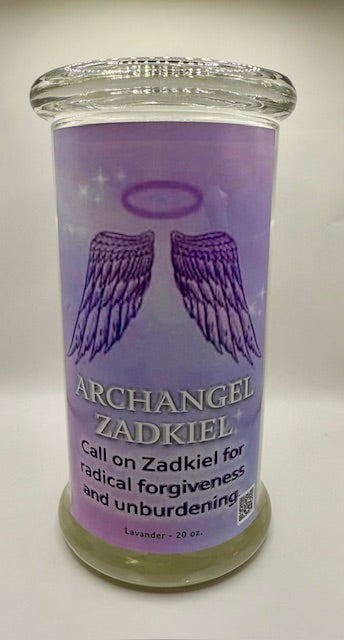 ARCHANGEL
ZADKIEL
Call on Zadkiel for
radical forgiveness
and unburdening.
Lavander - 20 oz.